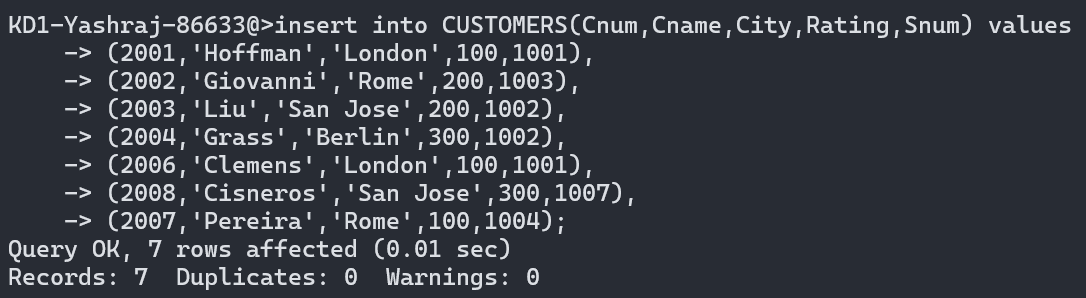 KD1-Yashraj-86633@>insert into CUSTOMERS(Cnum,Cname,City,Rating,Snum) values
    -> (2001,'Hoffman','London',100,1001),
    -> (2002,'Giovanni','Rome',200,1003),
    -> (2003,'Liu','San Jose',200,1002),
    -> (2004,'Grass','Berlin',300,1002),
    -> (2006,'Clemens','London',100,1001),
    -> (2008,'Cisneros','San Jose',300,1007),
    -> (2007,'Pereira','Rome',100,1004);
Query OK, 7 rows affected (0.01 sec)
Records: 7  Duplicates: 0  Warnings: 0